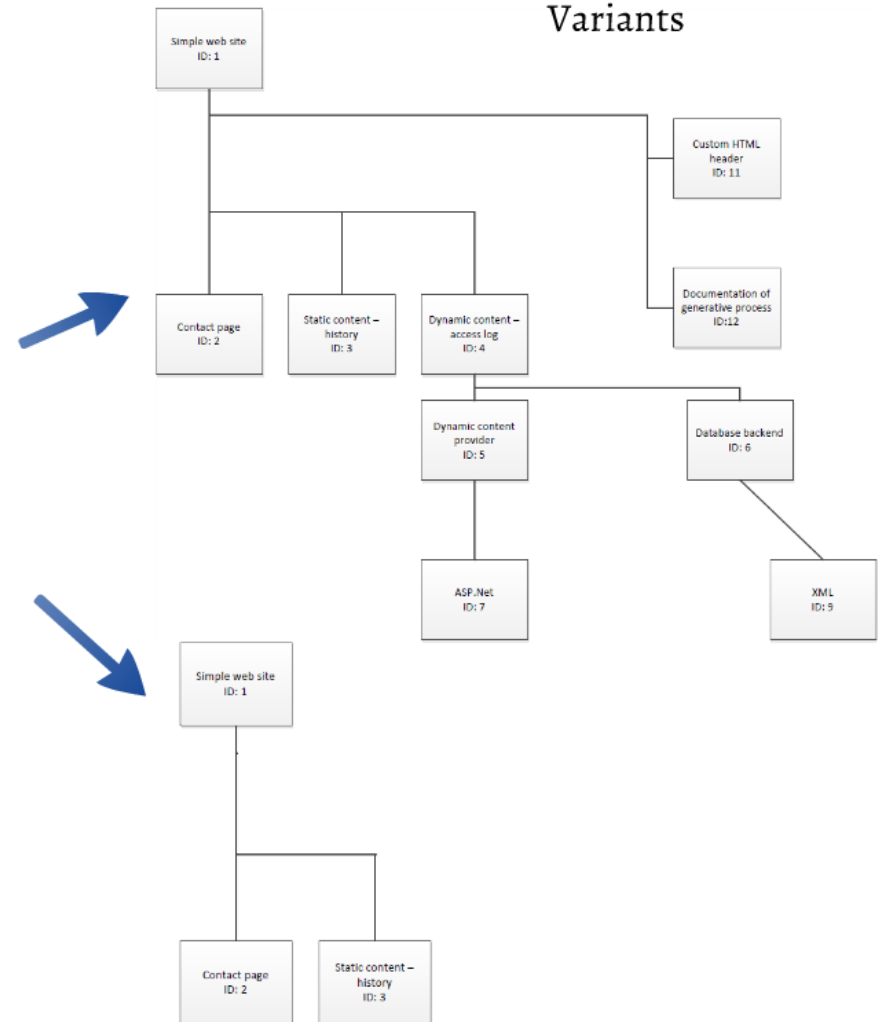 Variants
Simple web site
ID: 1
Custom HTML
header
ID: 11
Documentation of
generative process
ID:12
Contact page
ID: 2
Static content –
history
ID: 3
Dynamic content –
access log
ID: 4
Dynamic content
provider
ID: 5
Database backend
ID: 6
ASP.Net
ID: 7
XML
ID: 9
Simple web site
ID: 1
Contact page
ID: 2
Static content –
history
ID: 3